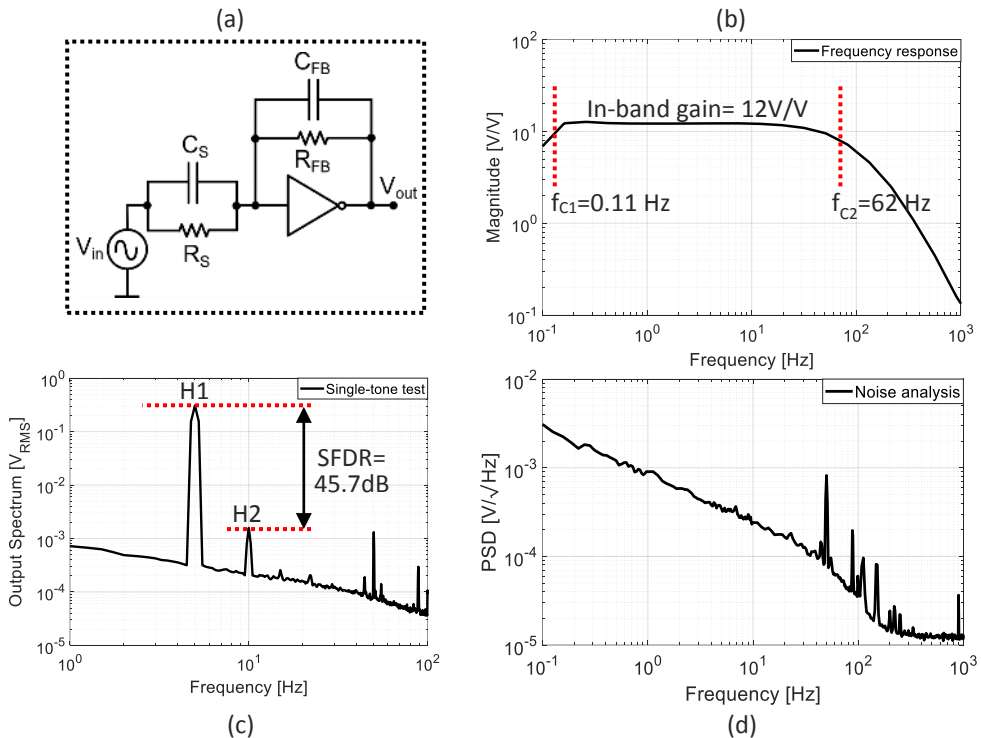 (a)
C_FB
R_FB
C_S
R_S
V_in
V_out
(b)
Frequency response
In-band gain= 12V/V
f_C1=0.11 Hz
f_C2=62 Hz
Magnitude [V/V]
10^2
10^1
10^0
10^-1
10^-1
10^0
10^1
10^2
10^3
Frequency [Hz]
Single-tone test
H1
SFDR=
45.7dB
H2
Output Spectrum [V_RMS]
10^0
10^-1
10^-2
10^-3
10^-4
10^-5
10^0
10^1
10^2
Frequency [Hz]
(c)
Noise analysis
PSD [V/√Hz]
10^-2
10^-3
10^-4
10^-5
10^-1
10^0
10^1
10^2
10^3
Frequency [Hz]
(d)